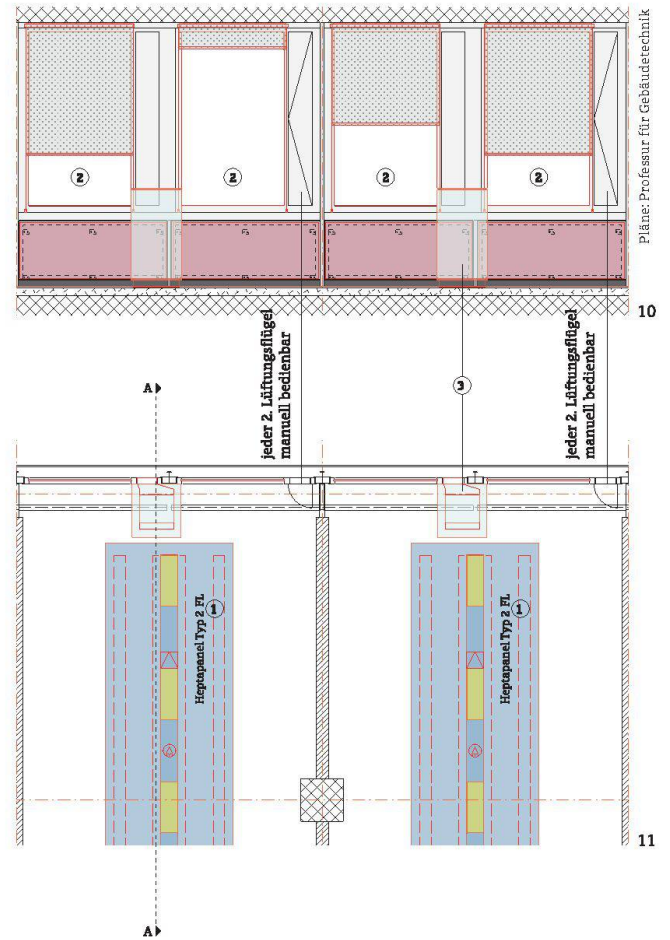 Pläne: Professur für Gebäudetechnik
2
2
2
2
10
jeder 2. Lüftungsflügel
manuell bedienbar
3
jeder 2. Lüftungsflügel
manuell bedienbar
A
Heptapanel Typ 2 FL
1
Heptapanel Typ 2 FL
1
11
A